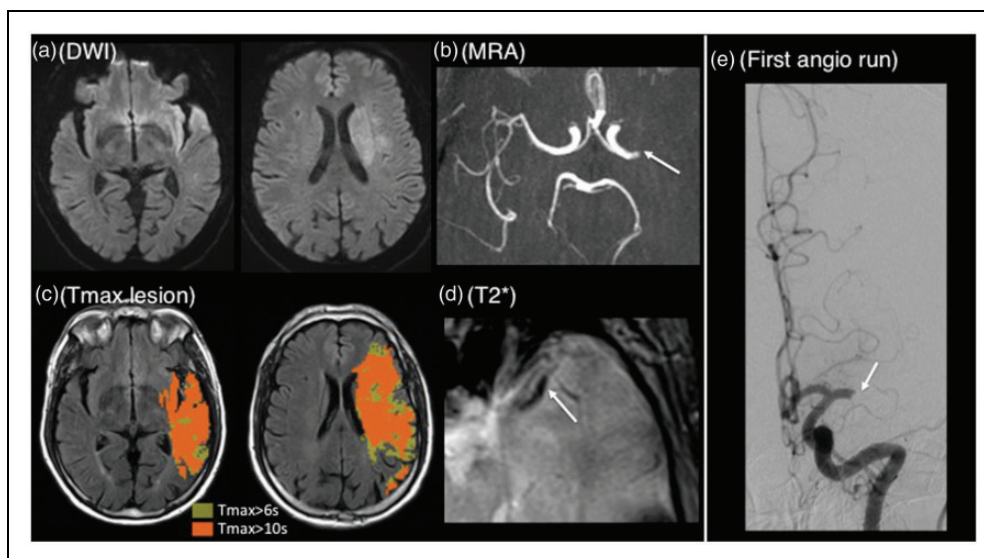 (a) (DWI)
(b) (MRA)
(c) (Tmax lesion)
Tmax>6s
Tmax>10s
(d) (T2*)
(e) (First angio run)